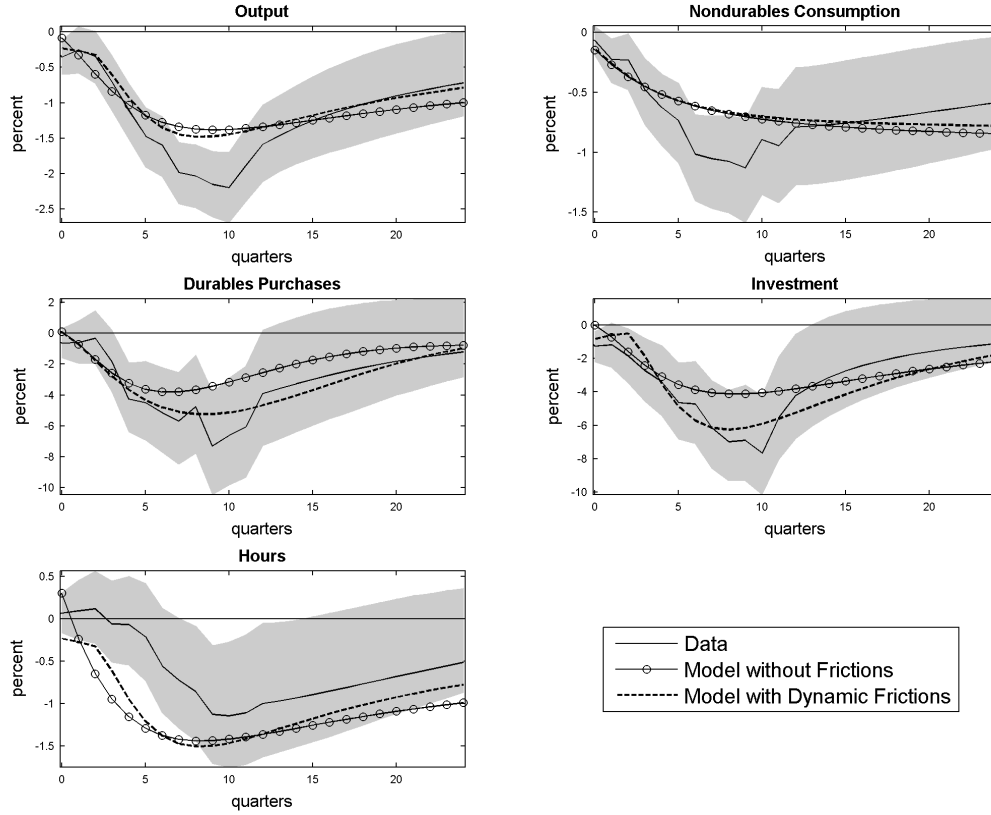 Output
0
-0.5
-1
-1.5
-2
-2.5
percent
0 5 10 15 20
quarters
Nondurables Consumption
0
-0.5
-1
-1.5
percent
0 5 10 15 20
quarters
Durables Purchases
2
0
-2
-4
-6
-8
-10
percent
0 5 10 15 20
quarters
Investment
0
-2
-4
-6
-8
-10
percent
0 5 10 15 20
quarters
Hours
0.5
0
-0.5
-1
-1.5
percent
0 5 10 15 20
quarters
Data
Model without Frictions
Model with Dynamic Frictions